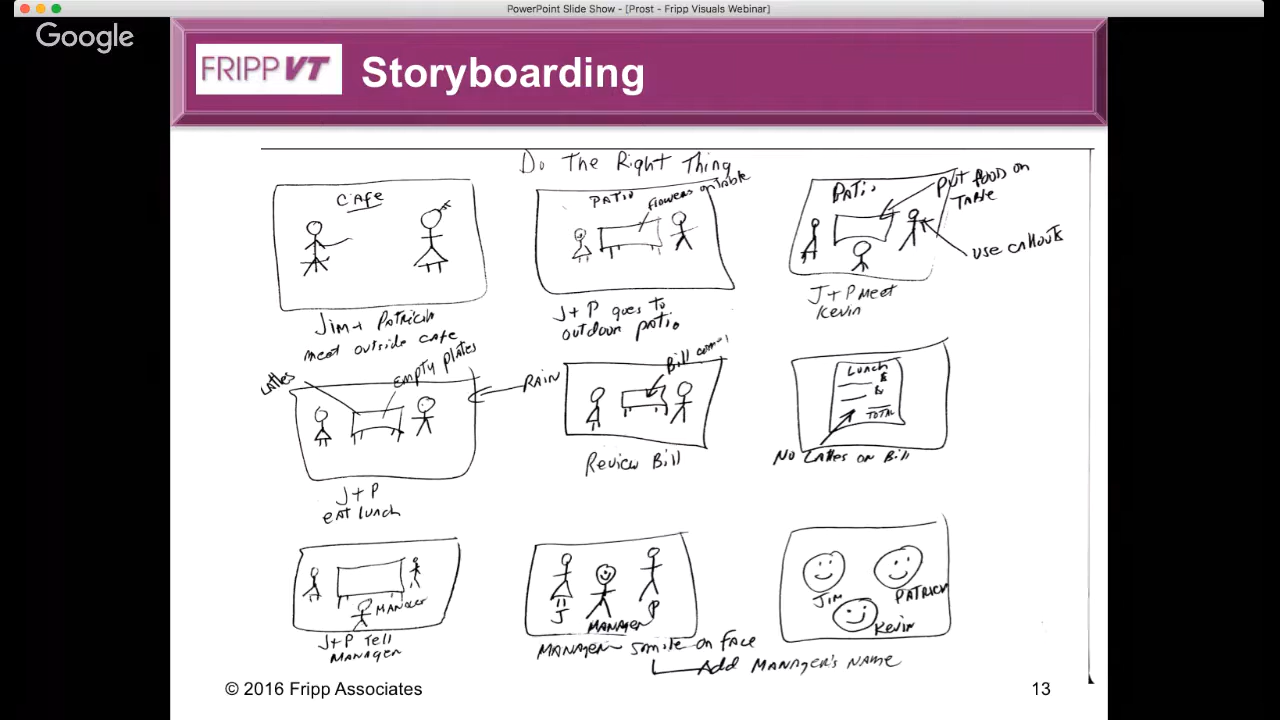 PowerPoint Slide Show - [Prost - Fripp Visuals Webinar]
Google
FRIPP VT
Storyboarding
Do The Right Thing
CAFE
Jim + Patricia
meet outside cafe
PATIO
flowers on table
J+P goes to
outdoor patio
PATIO
PUT FOOD ON
TABLE
USE CALLOUTS
J+P MEET
KEVIN
LATTES
EMPTY PLATES
RAIN
J+P
EAT LUNCH
Bill
Review Bill
LUNCH
$
$
TOTAL
NO LATTES ON BILL
MANAGER
J+P TELL
MANAGER
J
P
MANAGER
MANAGER SMILE ON FACE
Add MANAGER'S NAME
JIM
KEVIN
© 2016 Fripp Associates
13